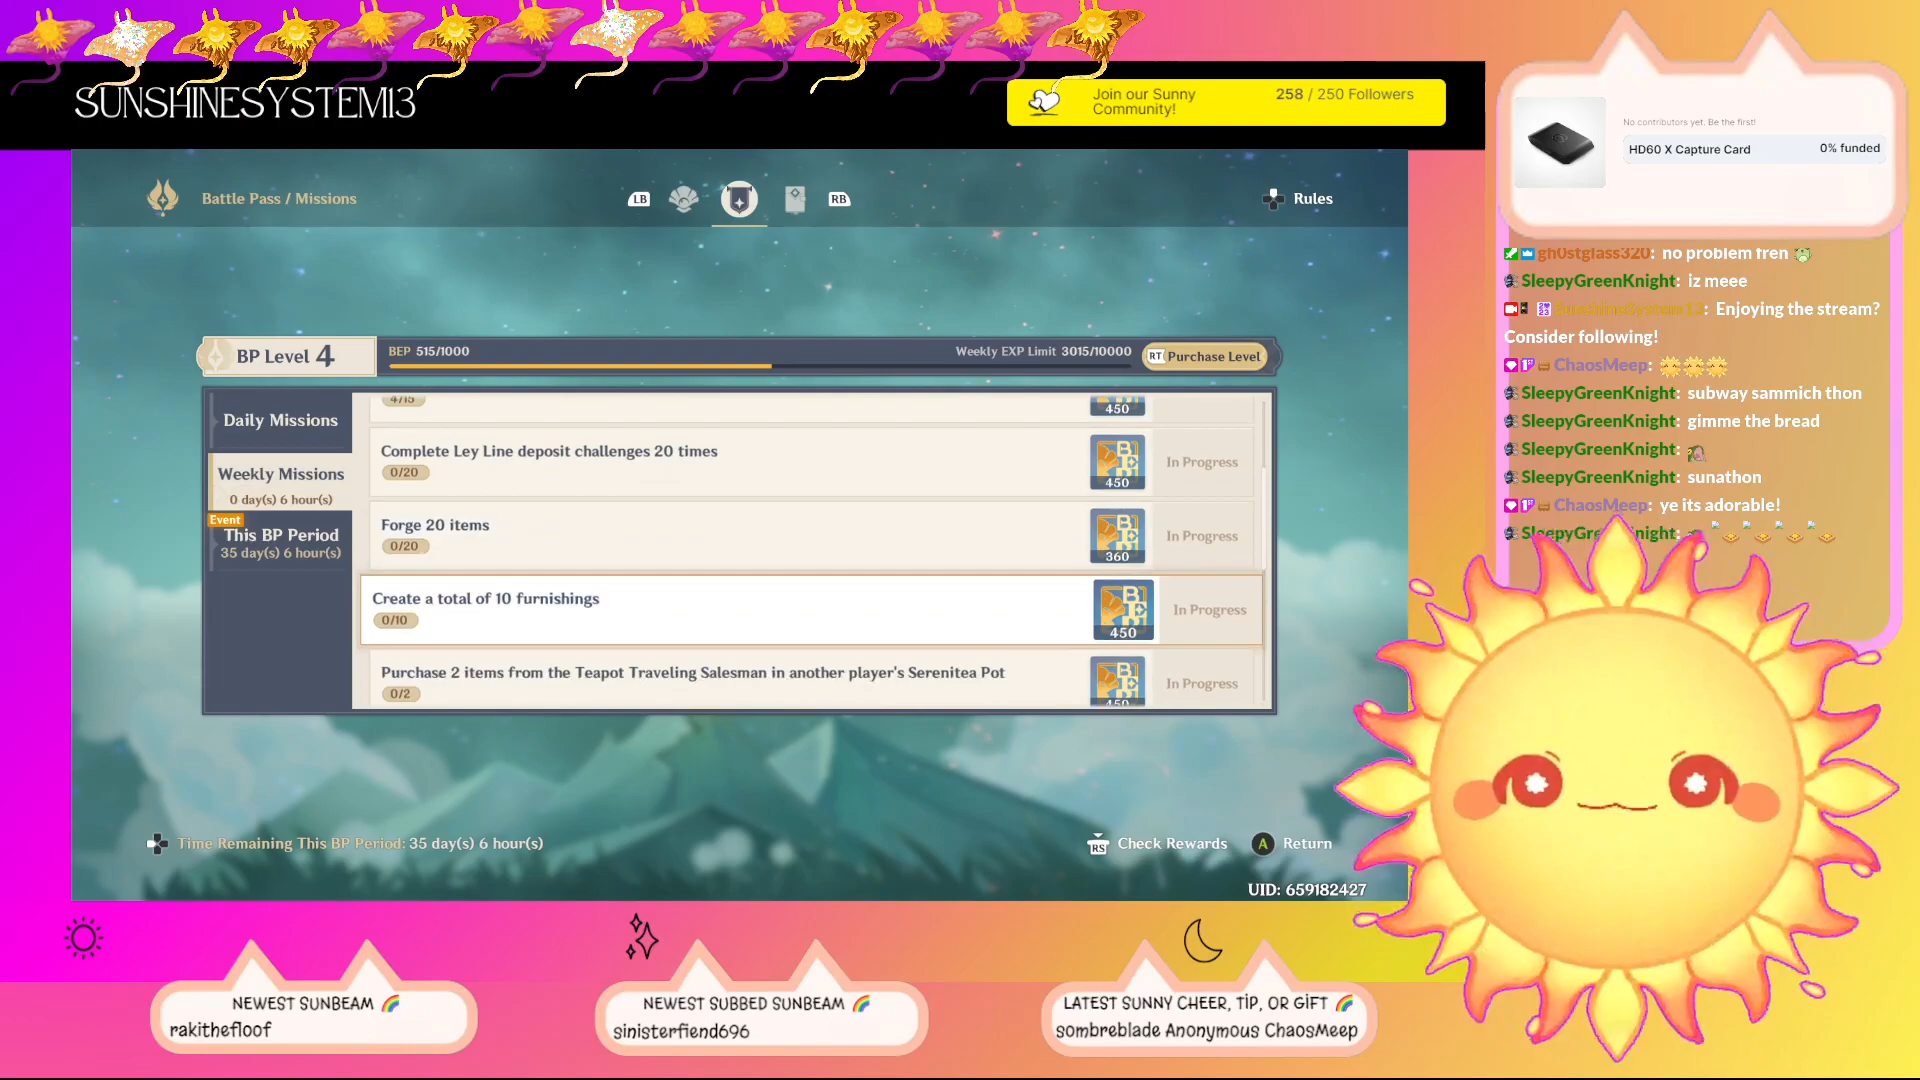 SUNSHINESYSTEM13
Join our Sunny
Community!
258 / 250 Followers
No contributors yet. Be the first!
HD60 X Capture Card
0% funded
Battle Pass / Missions
LB
RB
Rules
BP Level 4
BEP 515/1000
Weekly EXP Limit 3015/10000
RT Purchase Level
Daily Missions
Weekly Missions
0 day(s) 6 hour(s)
Event
This BP Period
35 day(s) 6 hour(s)
4/15
450
Complete Ley Line deposit challenges 20 times
0/20
450
In Progress
Forge 20 items
0/20
360
In Progress
Create a total of 10 furnishings
0/10
450
In Progress
Purchase 2 items from the Teapot Traveling Salesman in another player's Serenitea Pot
0/2
450
In Progress
Time Remaining This BP Period: 35 day(s) 6 hour(s)
RS Check Rewards
A Return
UID: 659182427
gh0stglass320: no problem fren
SleepyGreenKnight: iz meee
SunshineSystem13: Enjoying the stream?
Consider following!
ChaosMeep:
SleepyGreenKnight: subway sammich thon
SleepyGreenKnight: gimme the bread
SleepyGreenKnight:
SleepyGreenKnight: sunathon
ChaosMeep: ye its adorable!
SleepyGreenKnight:
NEWEST SUNBEAM 🌈
rakithefloof
NEWEST SUBBED SUNBEAM 🌈
sinisterfiend696
LATEST SUNNY CHEER, TIP, OR GIFT 🌈
sombreblade Anonymous ChaosMeep